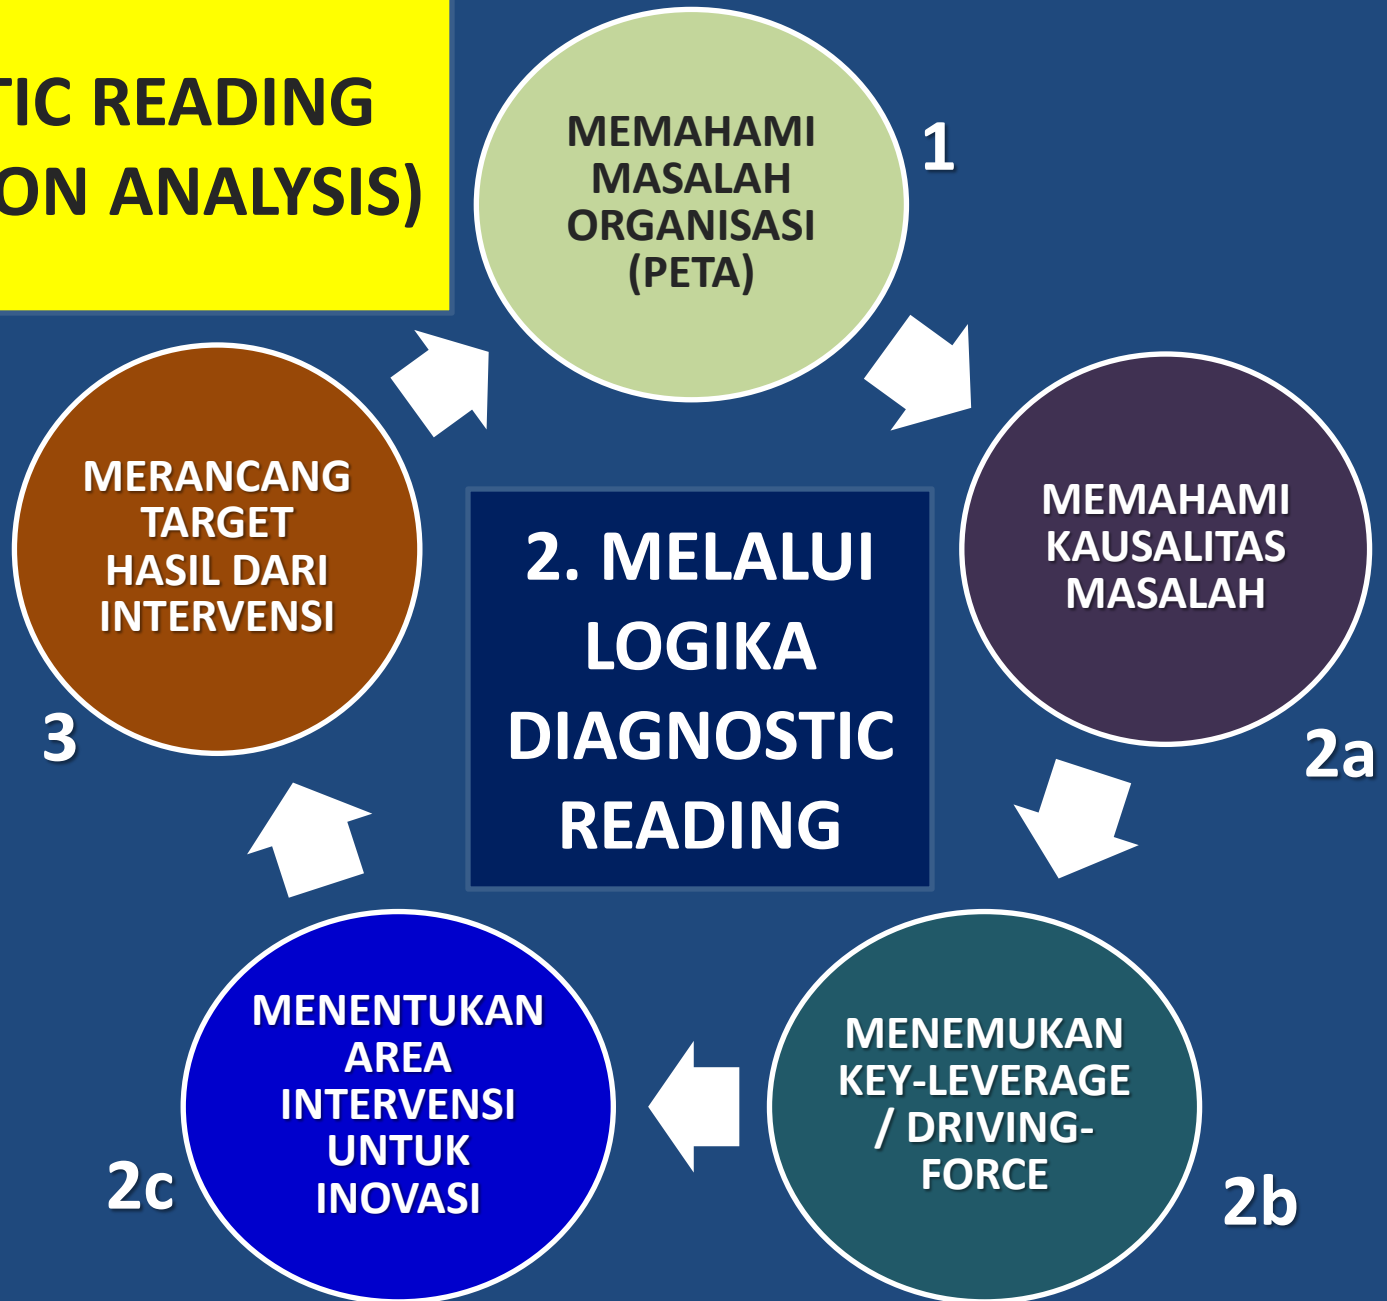 TIC READING
ON ANALYSIS)
MEMAHAMI
MASALAH
ORGANISASI
(PETA)
1
MEMAHAMI
KAUSALITAS
MASALAH
2a
MENEMUKAN
KEY-LEVERAGE
/ DRIVING-
FORCE
2b
MENENTUKAN
AREA
INTERVENSI
UNTUK
INOVASI
2c
MERANCANG
TARGET
HASIL DARI
INTERVENSI
3
2. MELALUI
LOGIKA
DIAGNOSTIC
READING